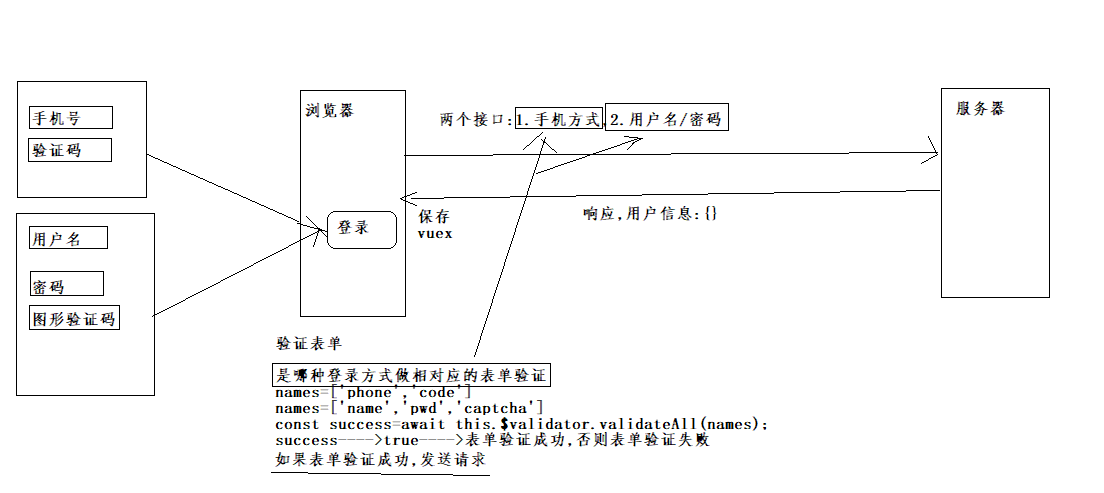 手机号
验证码
用户名
密码
图形验证码
浏览器
登录
两个接口:1.手机方式,2.用户名/密码
服务器
保存
vuex
响应,用户信息:{}
验证表单
是哪种登录方式做相对应的表单验证
names=['phone','code']
names=['name','pwd','captcha']
const success=await this.$validator.validateAll(names);
success---->true---->表单验证成功,否则表单验证失败
如果表单验证成功,发送请求